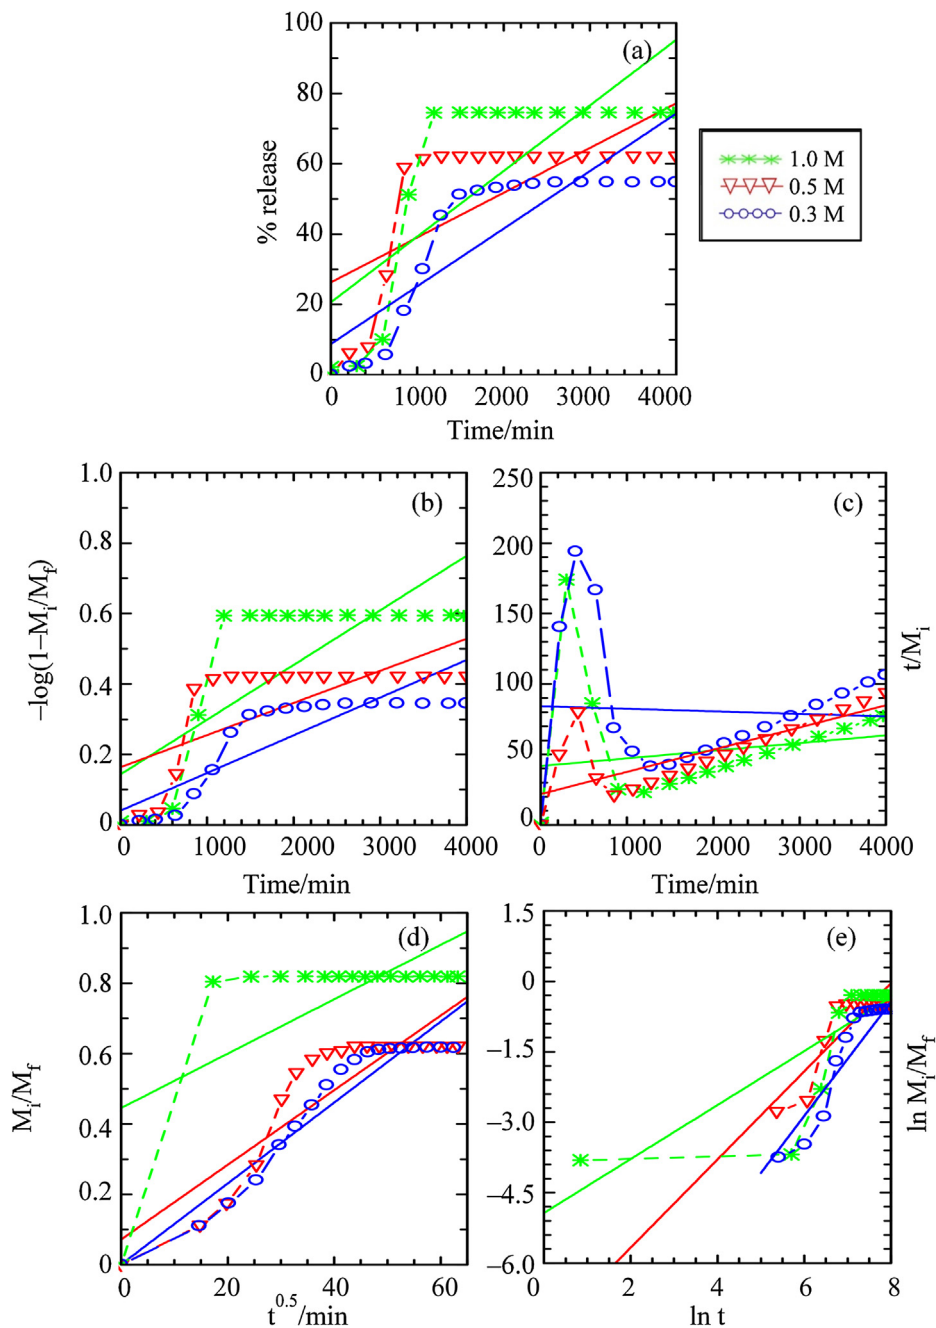 100
(a)
80
60
% release
40
20
0
0 1000 2000 3000 4000
Time/min
1.0 M
0.5 M
0.3 M
1.0
(b)
0.8
0.6
−log(1−Mi/Mf)
0.4
0.2
0
0 1000 2000 3000 4000
Time/min
250
(c)
200
150
t/Mi
100
50
0
0 1000 2000 3000 4000
Time/min
1.0
(d)
0.8
0.6
Mi/Mf
0.4
0.2
0
0 20 40 60
t^0.5/min
1.5
(e)
0
−1.5
ln Mi/Mf
−3.0
−4.5
−6.0
0 2 4 6 8
ln t